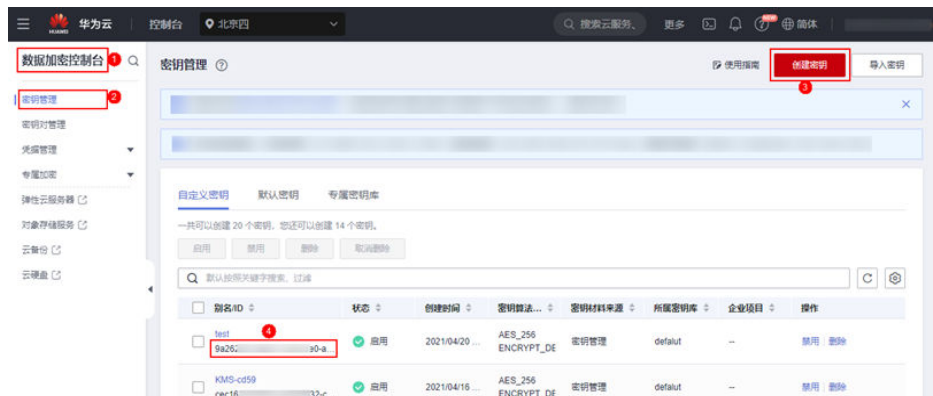 HUAWEI 华为云 控制台 北京四 搜索云服务、 更多 NEW 简体
数据加密控制台 1 密钥管理 使用指南 创建密钥 导入密钥
3
密钥管理 2
密钥对管理
凭据管理
专属加密
弹性云服务器
对象存储服务
云备份
云硬盘
自定义密钥 默认密钥 专属密钥库
一共可以创建 20 个密钥，您还可以创建 14 个密钥。
启用 禁用 删除 取消删除
默认按照关键字搜索、过滤
别名/ID 状态 创建时间 密钥算法... 密钥材料来源 所属密钥库 企业项目 操作
test 4 启用 2021/04/20 ... AES_256 密钥管理 defalut -- 禁用 删除
9a262 e0-a... ENCRYPT_DE
KMS-cd59 启用 2021/04/16 ... AES_256 密钥管理 defalut -- 禁用 删除
cec16 32-c ENCRYPT_DE